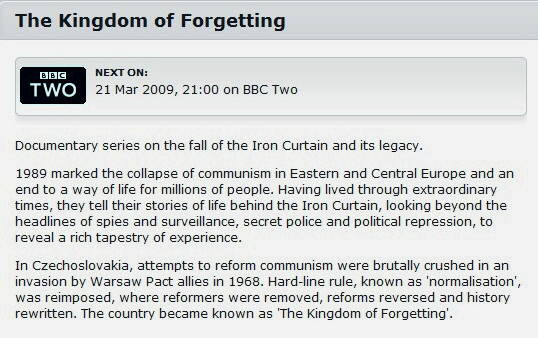 The Kingdom of Forgetting
BBC
TWO
NEXT ON:
21 Mar 2009, 21:00 on BBC Two
Documentary series on the fall of the Iron Curtain and its legacy.
1989 marked the collapse of communism in Eastern and Central Europe and an
end to a way of life for millions of people. Having lived through extraordinary
times, they tell their stories of life behind the Iron Curtain, looking beyond the
headlines of spies and surveillance, secret police and political repression, to
reveal a rich tapestry of experience.
In Czechoslovakia, attempts to reform communism were brutally crushed in an
invasion by Warsaw Pact allies in 1968. Hard-line rule, known as 'normalisation',
was reimposed, where reformers were removed, reforms reversed and history
rewritten. The country became known as 'The Kingdom of Forgetting'.